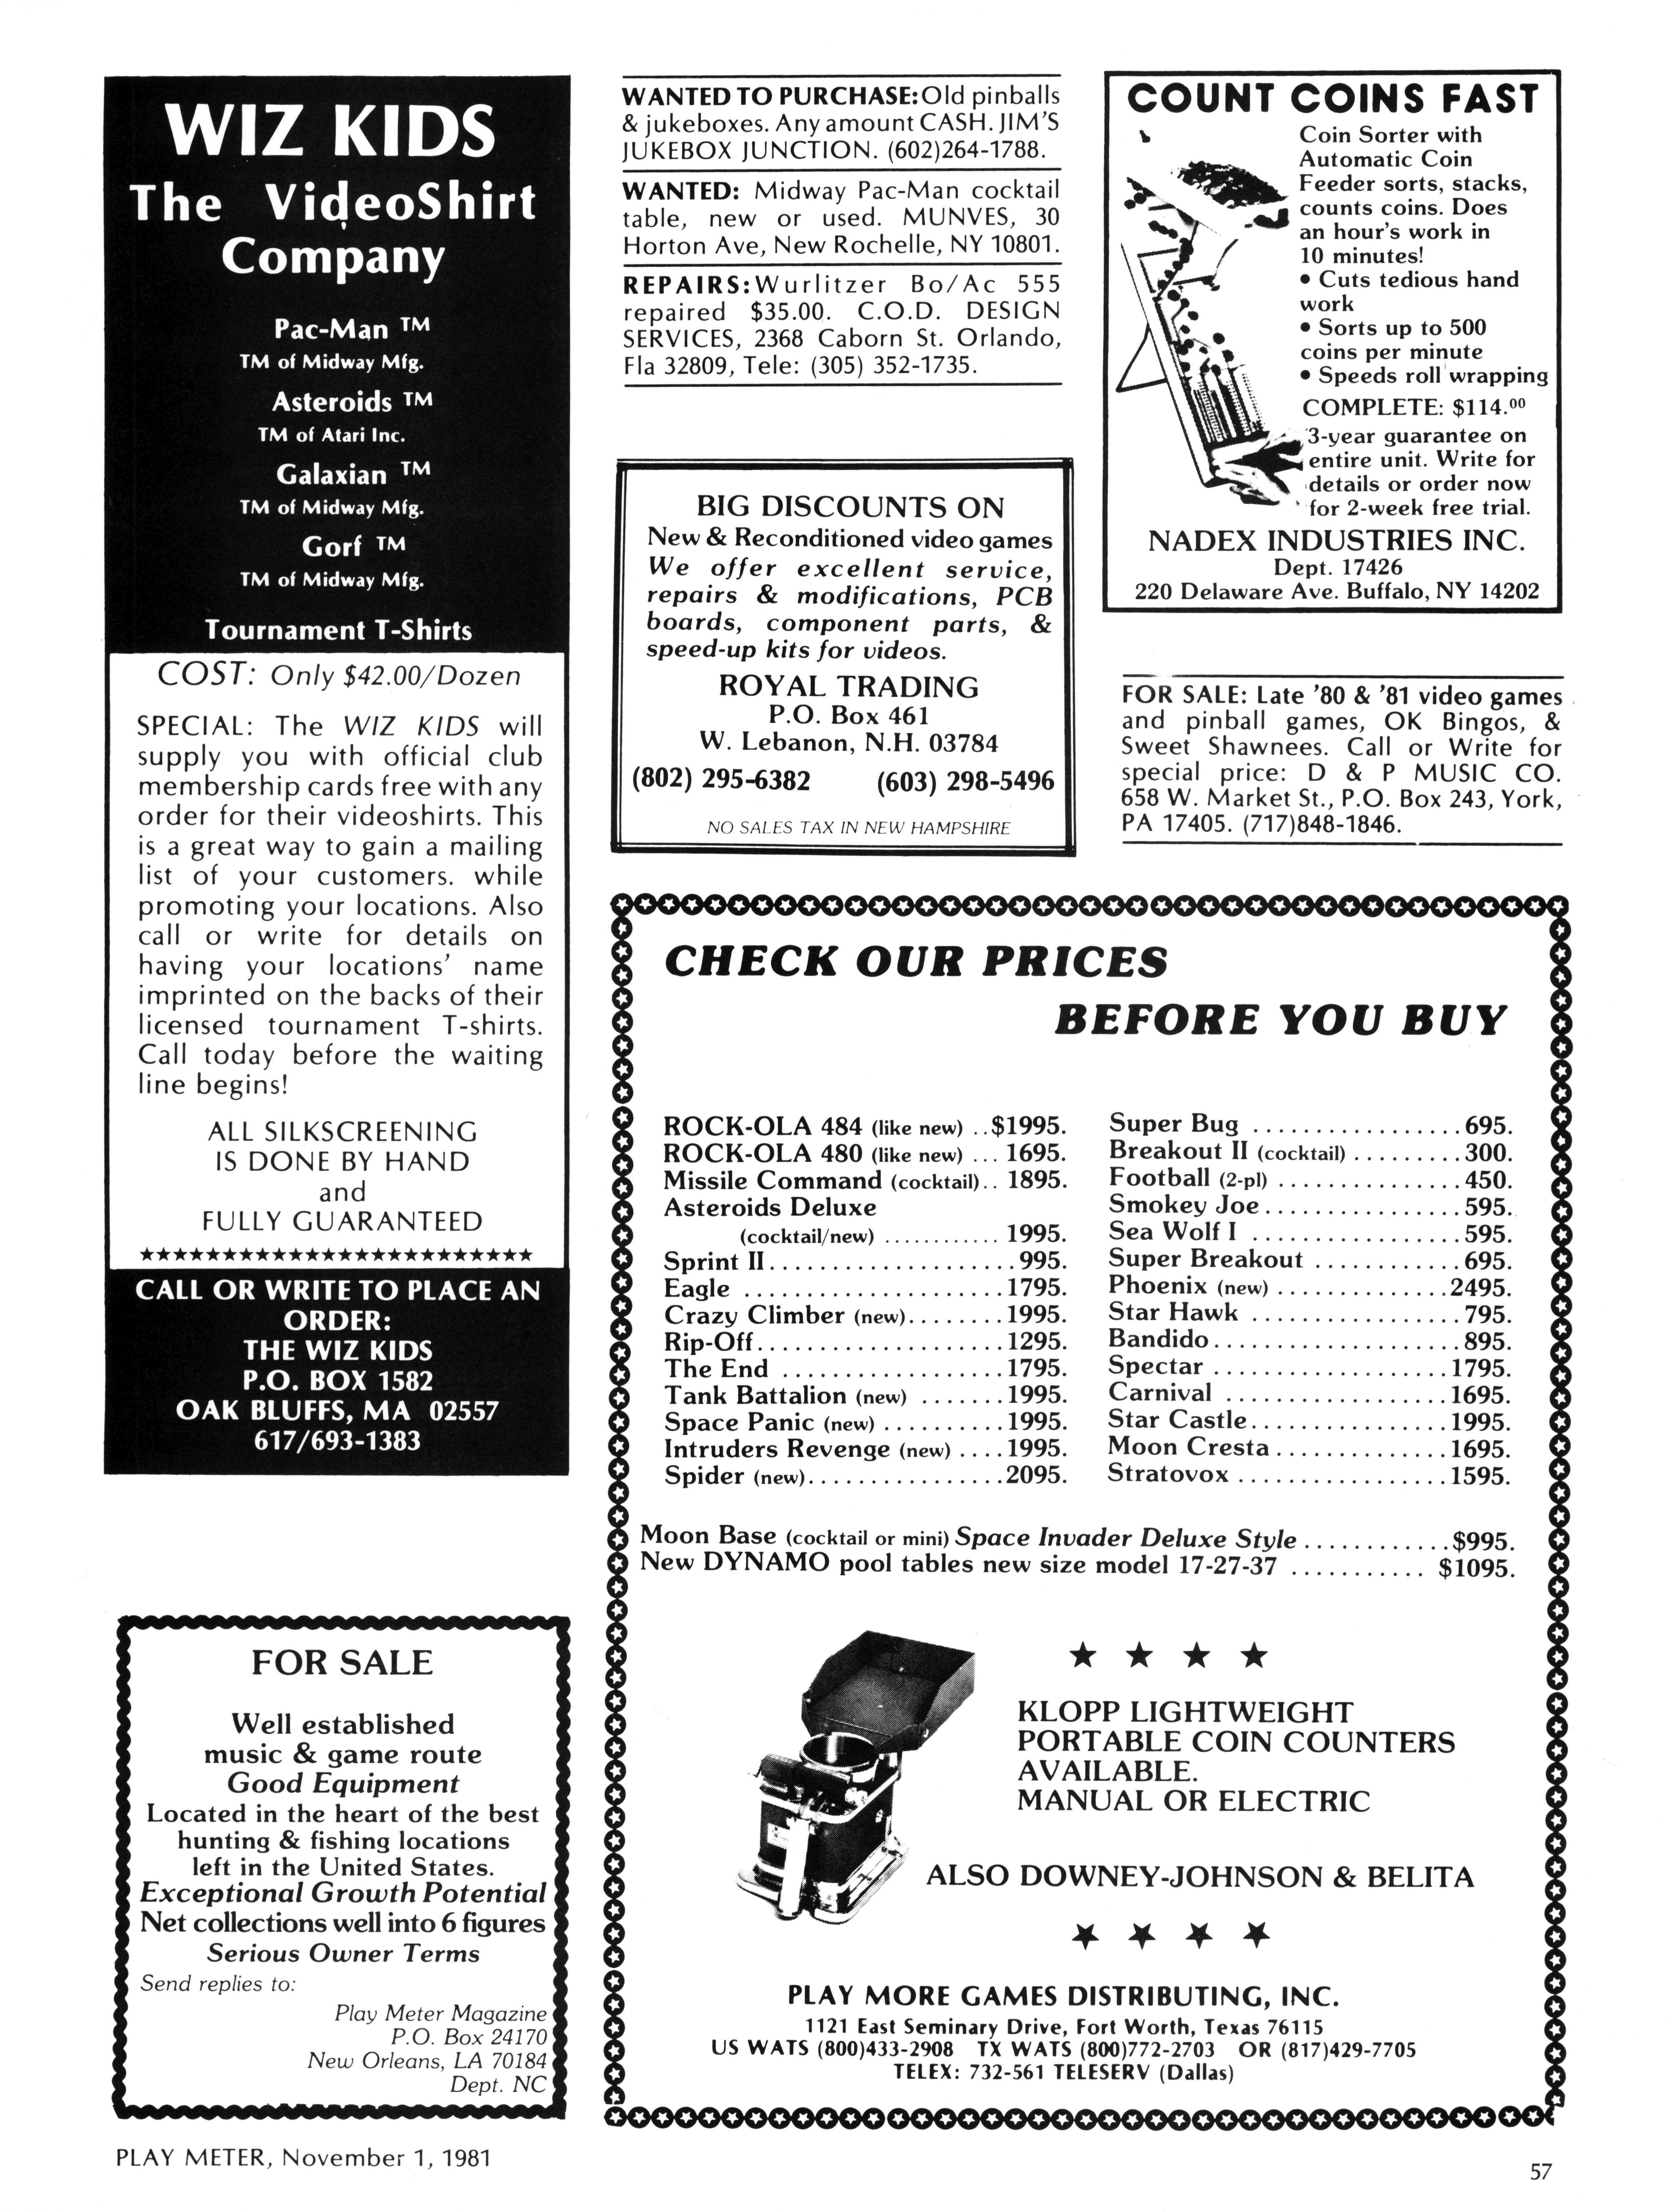 WIZ KIDS
The VideoShirt
Company
Pac-Man ™
TM of Midway Mfg.
Asteroids ™
TM of Atari Inc.
Galaxian ™
TM of Midway Mfg.
Gorf ™
TM of Midway Mfg.
Tournament T-Shirts
COST: Only $42.00/Dozen
SPECIAL: The WIZ KIDS will
supply you with official club
membership cards free with any
order for their videoshirts. This
is a great way to gain a mailing
list of your customers. while
promoting your locations. Also
call or write for details on
having your locations' name
imprinted on the backs of their
licensed tournament T-shirts.
Call today before the waiting
line begins!
ALL SILKSCREENING
IS DONE BY HAND
and
FULLY GUARANTEED
★★★★★★★★★★★★★★★★★★★★★★★★
CALL OR WRITE TO PLACE AN
ORDER:
THE WIZ KIDS
P.O. BOX 1582
OAK BLUFFS, MA 02557
617/693-1383
FOR SALE
Well established
music & game route
Good Equipment
Located in the heart of the best
hunting & fishing locations
left in the United States.
Exceptional Growth Potential
Net collections well into 6 figures
Serious Owner Terms
Send replies to:
Play Meter Magazine
P.O. Box 24170
New Orleans, LA 70184
Dept. NC
WANTED TO PURCHASE: Old pinballs
& jukeboxes. Any amount CASH. JIM'S
JUKEBOX JUNCTION. (602)264-1788.
WANTED: Midway Pac-Man cocktail
table, new or used. MUNVES, 30
Horton Ave, New Rochelle, NY 10801.
REPAIRS: Wurlitzer Bo/Ac 555
repaired $35.00. C.O.D. DESIGN
SERVICES, 2368 Caborn St. Orlando,
Fla 32809, Tele: (305) 352-1735.
BIG DISCOUNTS ON
New & Reconditioned video games
We offer excellent service,
repairs & modifications, PCB
boards, component parts, &
speed-up kits for videos.
ROYAL TRADING
P.O. Box 461
W. Lebanon, N.H. 03784
(802) 295-6382 (603) 298-5496
NO SALES TAX IN NEW HAMPSHIRE
COUNT COINS FAST
Coin Sorter with
Automatic Coin
Feeder sorts, stacks,
counts coins. Does
an hour's work in
10 minutes!
• Cuts tedious hand
work
• Sorts up to 500
coins per minute
• Speeds roll wrapping
COMPLETE: $114.00
3-year guarantee on
entire unit. Write for
details or order now
for 2-week free trial.
NADEX INDUSTRIES INC.
Dept. 17426
220 Delaware Ave. Buffalo, NY 14202
FOR SALE: Late '80 & '81 video games
and pinball games, OK Bingos, &
Sweet Shawnees. Call or Write for
special price: D & P MUSIC CO.
658 W. Market St., P.O. Box 243, York,
PA 17405. (717)848-1846.
CHECK OUR PRICES
BEFORE YOU BUY
ROCK-OLA 484 (like new) ..$1995.
ROCK-OLA 480 (like new) ... 1695.
Missile Command (cocktail).. 1895.
Asteroids Deluxe
(cocktail/new) ............ 1995.
Sprint II..................... 995.
Eagle ......................1795.
Crazy Climber (new)........1995.
Rip-Off.....................1295.
The End ...................1795.
Tank Battalion (new) .......1995.
Space Panic (new) ..........1995.
Intruders Revenge (new) ....1995.
Spider (new).................2095.
Super Bug ..................695.
Breakout II (cocktail) .........300.
Football (2-pl) ................450.
Smokey Joe.................595.
Sea Wolf I ..................595.
Super Breakout .............695.
Phoenix (new) ...............2495.
Star Hawk ..................795.
Bandido.....................895.
Spectar ....................1795.
Carnival ...................1695.
Star Castle.................1995.
Moon Cresta...............1695.
Stratovox ..................1595.
Moon Base (cocktail or mini) Space Invader Deluxe Style ............$995.
New DYNAMO pool tables new size model 17-27-37 ........... $1095.
★ ★ ★ ★
KLOPP LIGHTWEIGHT
PORTABLE COIN COUNTERS
AVAILABLE.
MANUAL OR ELECTRIC
ALSO DOWNEY-JOHNSON & BELITA
★ ★ ★ ★
PLAY MORE GAMES DISTRIBUTING, INC.
1121 East Seminary Drive, Fort Worth, Texas 76115
US WATS (800)433-2908 TX WATS (800)772-2703 OR (817)429-7705
TELEX: 732-561 TELESERV (Dallas)
PLAY METER, November 1, 1981
57